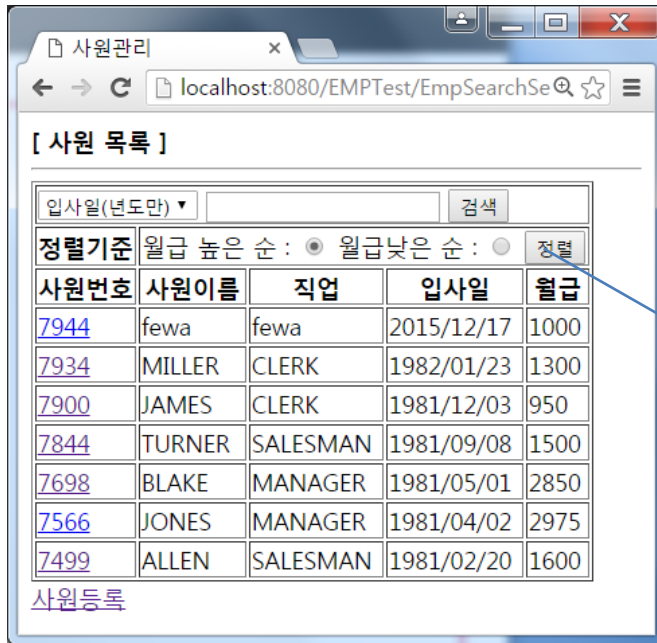 사원관리
localhost:8080/EMPTest/EmpSearchSe
[ 사원 목록 ]
입사일(년도만) 검색
정렬기준 월급 높은 순 : 월급낮은 순 : 정렬
사원번호 사원이름 직업 입사일 월급
7944 fewa fewa 2015/12/17 1000
7934 MILLER CLERK 1982/01/23 1300
7900 JAMES CLERK 1981/12/03 950
7844 TURNER SALESMAN 1981/09/08 1500
7698 BLAKE MANAGER 1981/05/01 2850
7566 JONES MANAGER 1981/04/02 2975
7499 ALLEN SALESMAN 1981/02/20 1600
사원등록